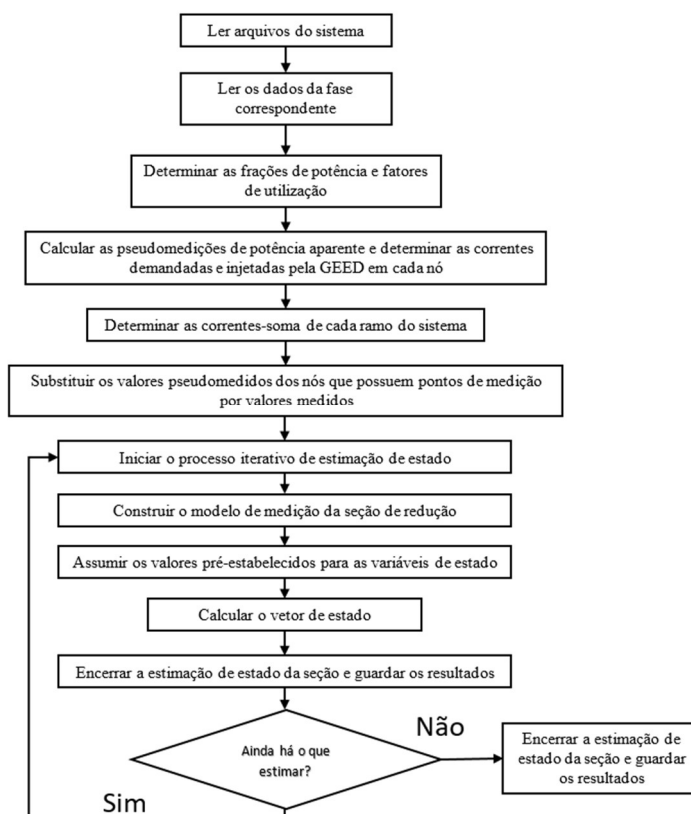 Ler arquivos do sistema
Ler os dados da fase
correspondente
Determinar as frações de potência e fatores
de utilização
Calcular as pseudomedições de potência aparente e determinar as correntes
demandadas e injetadas pela GEED em cada nó
Determinar as correntes-soma de cada ramo do sistema
Substituir os valores pseudomedidos dos nós que possuem pontos de medição
por valores medidos
Iniciar o processo iterativo de estimação de estado
Construir o modelo de medição da seção de redução
Assumir os valores pré-estabelecidos para as variáveis de estado
Calcular o vetor de estado
Encerrar a estimação de estado da seção e guardar os resultados
Ainda há o que
estimar?
Não
Encerrar a estimação de
estado da seção e guardar
os resultados
Sim